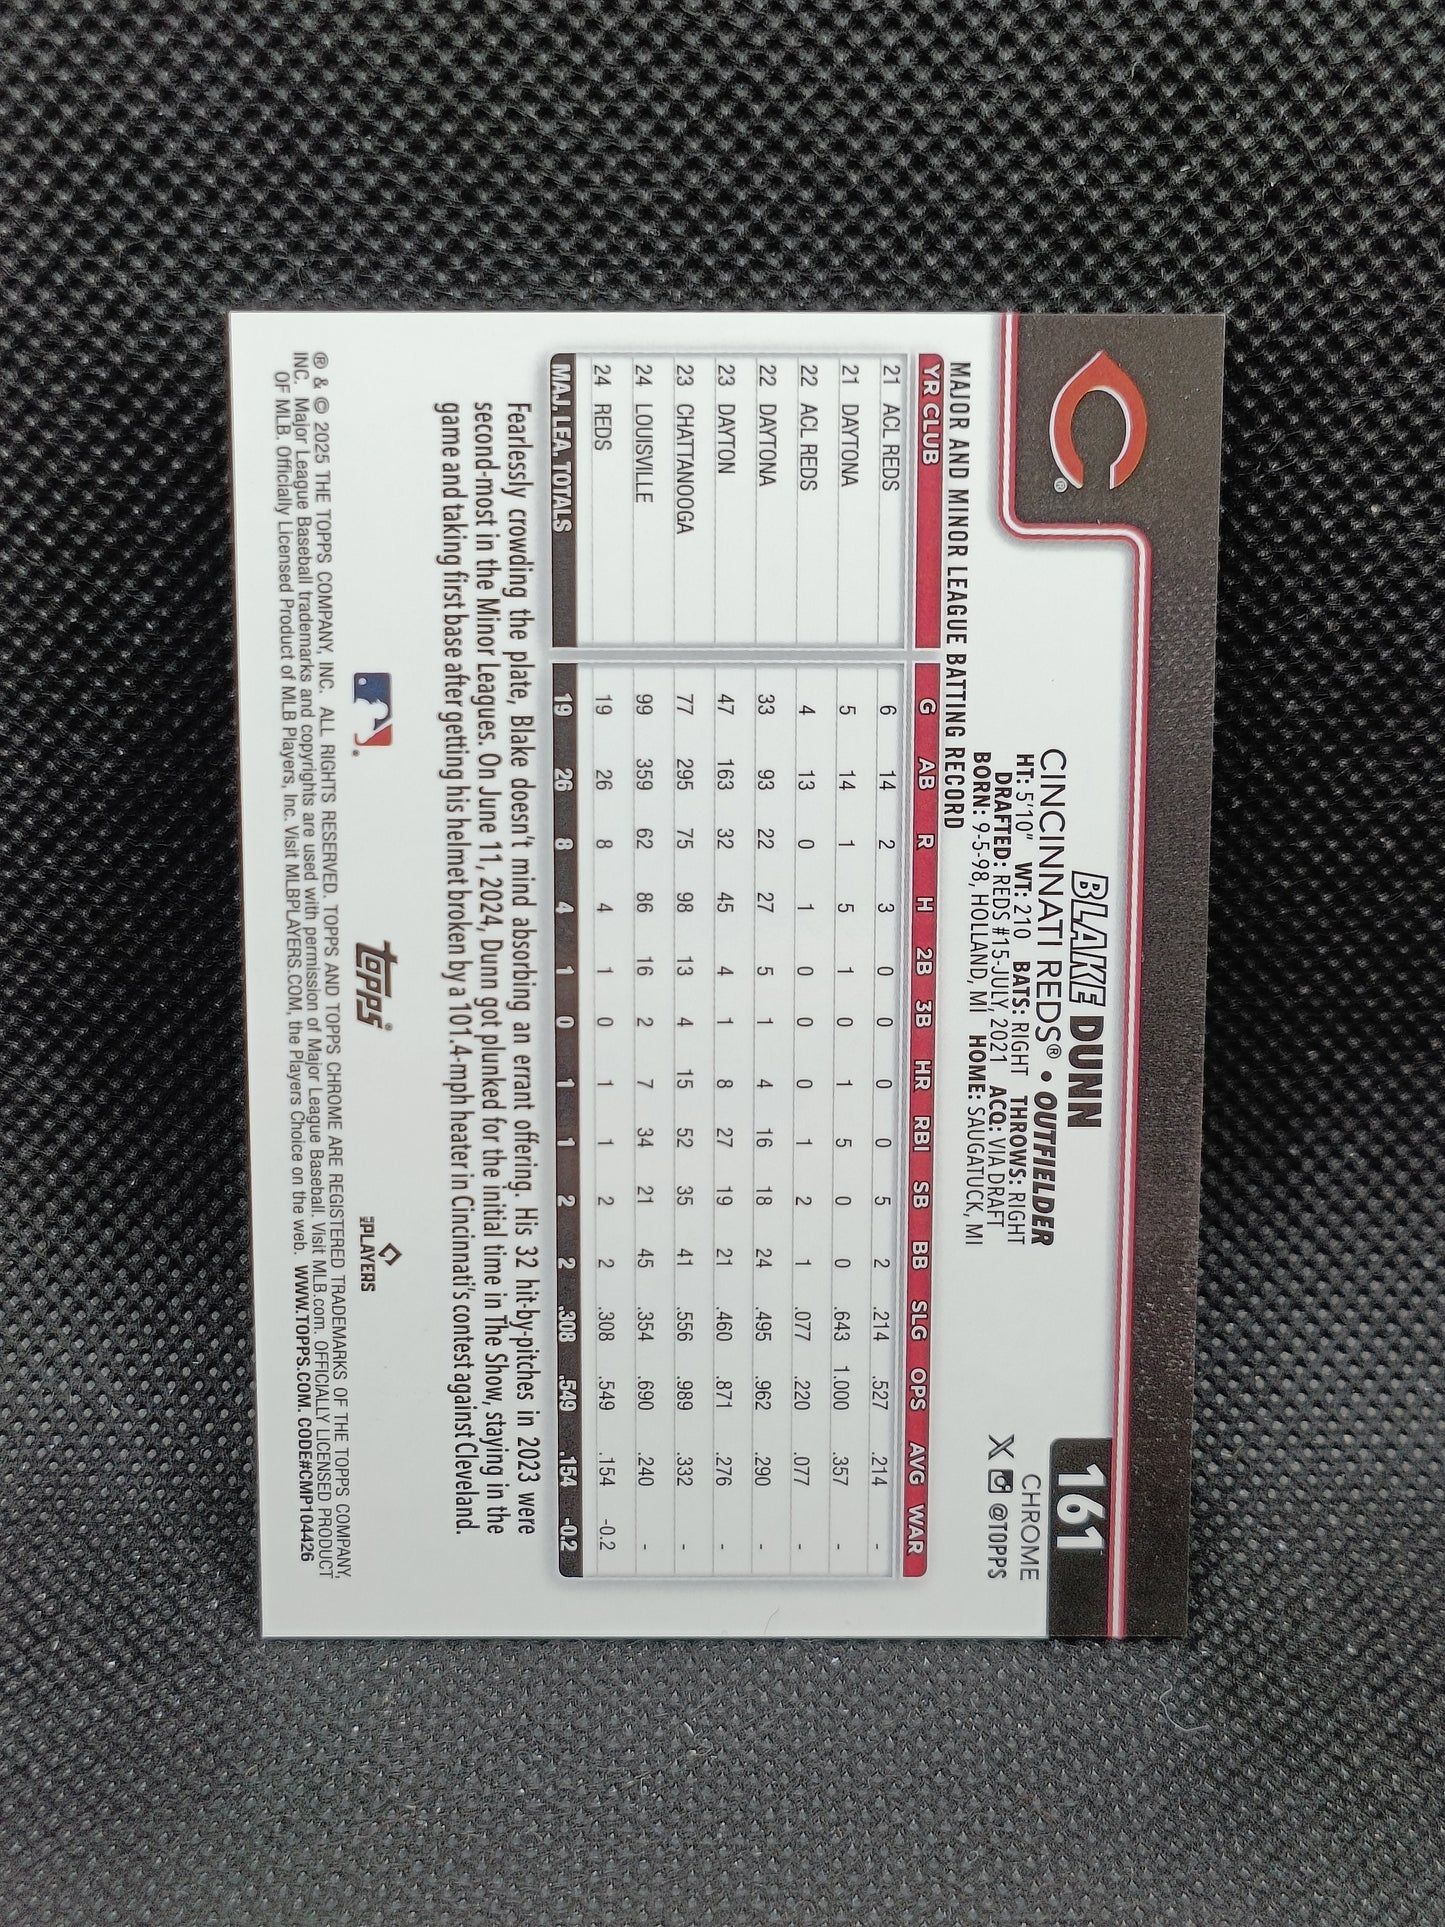 161
CHROME
X @TOPPS
BLAKE DUNN
CINCINNATI REDS® • OUTFIELDER
HT: 5'10" WT: 210 BATS: RIGHT THROWS: RIGHT
DRAFTED: REDS #15-JULY, 2021 ACQ: VIA DRAFT
BORN: 9-5-98, HOLLAND, MI HOME: SAUGATUCK, MI
MAJOR AND MINOR LEAGUE BATTING RECORD
YR CLUB G AB R H 2B 3B HR RBI SB BB SLG OPS AVG WAR
21 ACL REDS 6 14 2 3 0 0 0 0 5 2 .214 .527 .214 -
21 DAYTONA 5 14 1 5 1 0 1 5 0 0 .643 1.000 .357 -
22 ACL REDS 4 13 0 1 0 0 0 1 2 1 .077 .220 .077 -
22 DAYTONA 33 93 22 27 5 1 4 16 18 24 .495 .962 .290 -
23 DAYTON 47 163 32 45 4 1 8 27 19 21 .460 .871 .276 -
23 CHATTANOOGA 77 295 75 98 13 4 15 52 35 41 .556 .989 .332 -
24 LOUISVILLE 99 359 62 86 16 2 7 34 21 45 .354 .690 .240 -
24 REDS 19 26 8 4 1 0 1 1 2 2 .308 .549 .154 -0.2
MAJ. LEA. TOTALS 19 26 8 4 1 0 1 1 2 2 .308 .549 .154 -0.2
Fearlessly crowding the plate, Blake doesn't mind absorbing an errant offering. His 32 hit-by-pitches in 2023 were
second-most in the Minor Leagues. On June 11, 2024, Dunn got plunked for the initial time in The Show, staying in the
game and taking first base after getting his helmet broken by a 101.4-mph heater in Cincinnati's contest against Cleveland.
topps®
PLAYERS
® & © 2025 THE TOPPS COMPANY, INC. ALL RIGHTS RESERVED. TOPPS AND TOPPS CHROME ARE REGISTERED TRADEMARKS OF THE TOPPS COMPANY,
INC. Major League Baseball trademarks and copyrights are used with permission of Major League Baseball. Visit MLB.com. OFFICIALLY LICENSED PRODUCT
OF MLB. Officially Licensed Product of MLB Players, Inc. Visit MLBPLAYERS.COM, the Players Choice on the web. WWW.TOPPS.COM. CODE#CMP104426